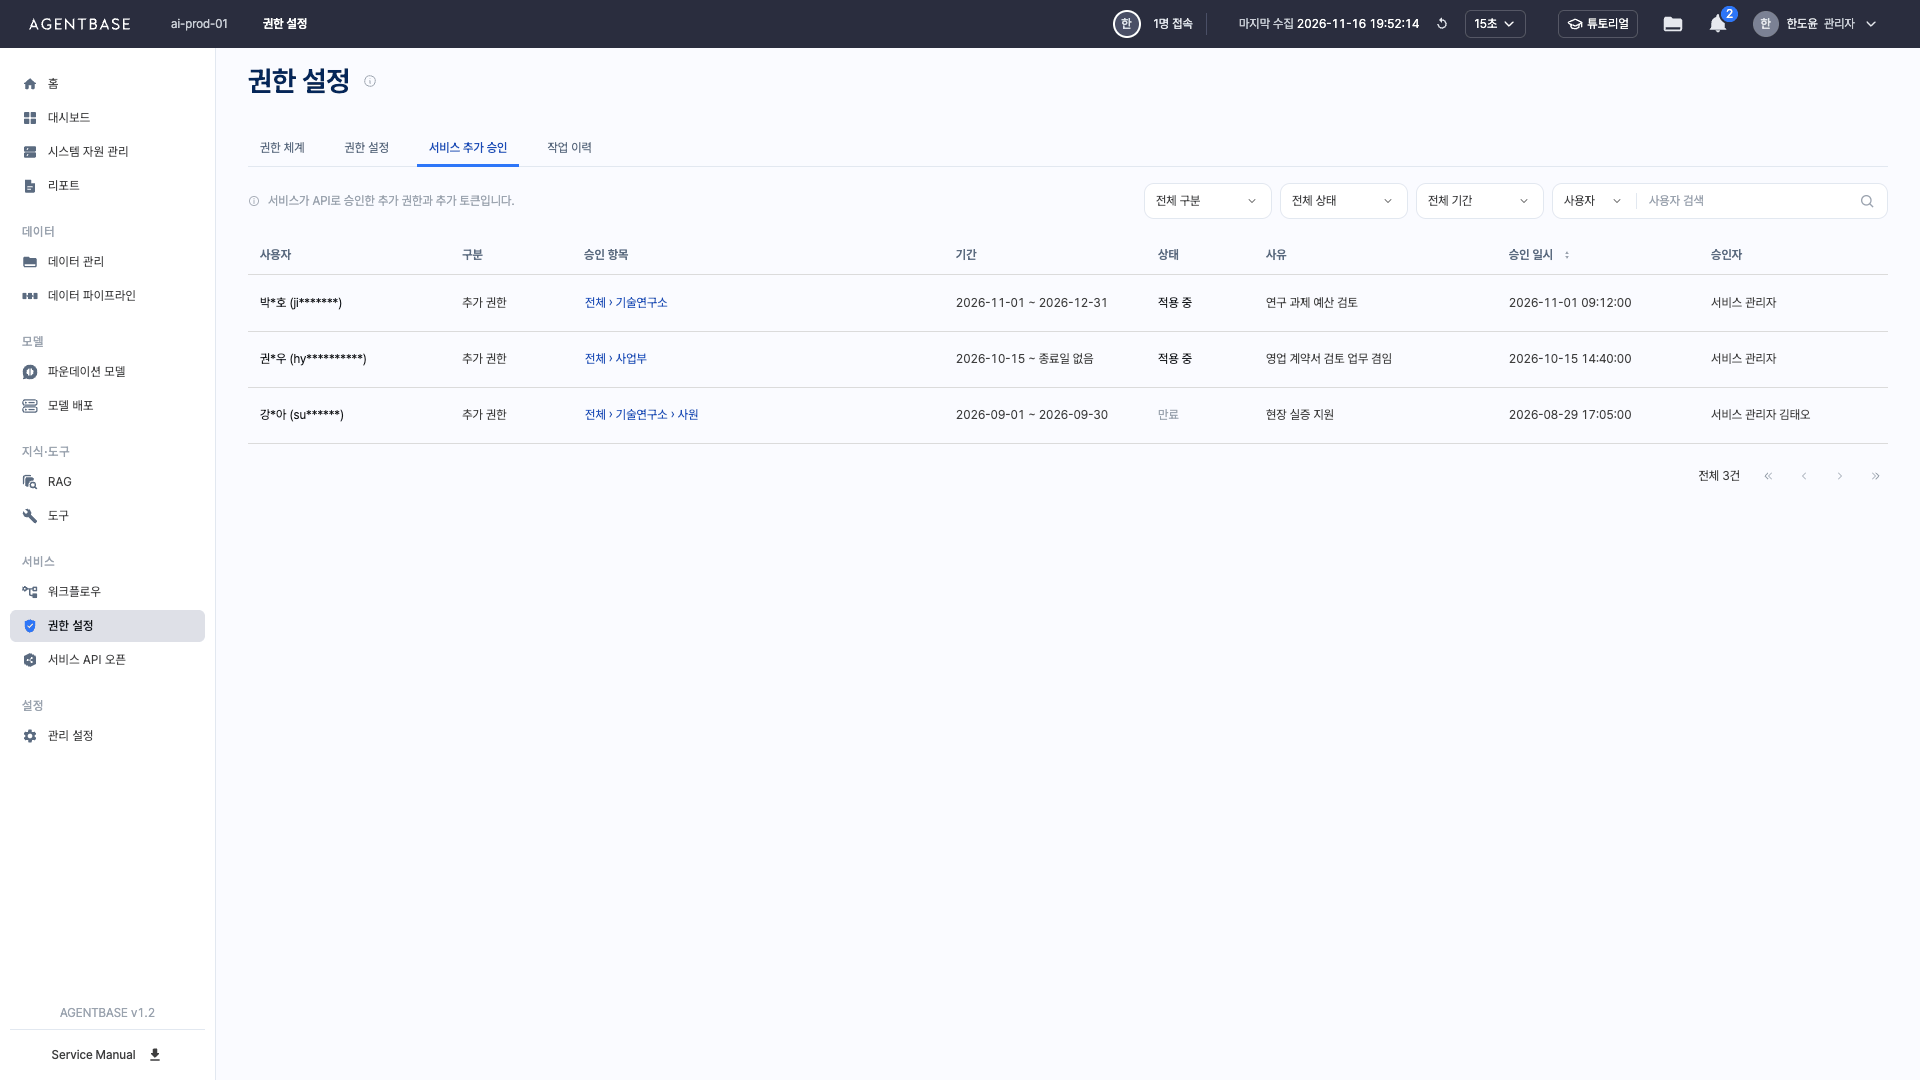 AGENTBASE ai-prod-01 권한 설정 한 1명 접속 마지막 수집 2026-11-16 19:52:14 15초 튜토리얼 2 한 한도윤 관리자
홈
대시보드
시스템 자원 관리
리포트
데이터
데이터 관리
데이터 파이프라인
모델
파운데이션 모델
모델 배포
지식·도구
RAG
도구
서비스
워크플로우
권한 설정
서비스 API 오픈
설정
관리 설정
AGENTBASE v1.2
Service Manual
권한 설정
권한 체계 권한 설정 서비스 추가 승인 작업 이력
서비스가 API로 승인한 추가 권한과 추가 토큰입니다. 전체 구분 전체 상태 전체 기간 사용자 사용자 검색
사용자 구분 승인 항목 기간 상태 사유 승인 일시 승인자
박*호 (ji*******) 추가 권한 전체 › 기술연구소 2026-11-01 ~ 2026-12-31 적용 중 연구 과제 예산 검토 2026-11-01 09:12:00 서비스 관리자
권*우 (hy**********) 추가 권한 전체 › 사업부 2026-10-15 ~ 종료일 없음 적용 중 영업 계약서 검토 업무 겸임 2026-10-15 14:40:00 서비스 관리자
강*아 (su******) 추가 권한 전체 › 기술연구소 › 사원 2026-09-01 ~ 2026-09-30 만료 현장 실증 지원 2026-08-29 17:05:00 서비스 관리자 김태오
전체 3건 « ‹ › »